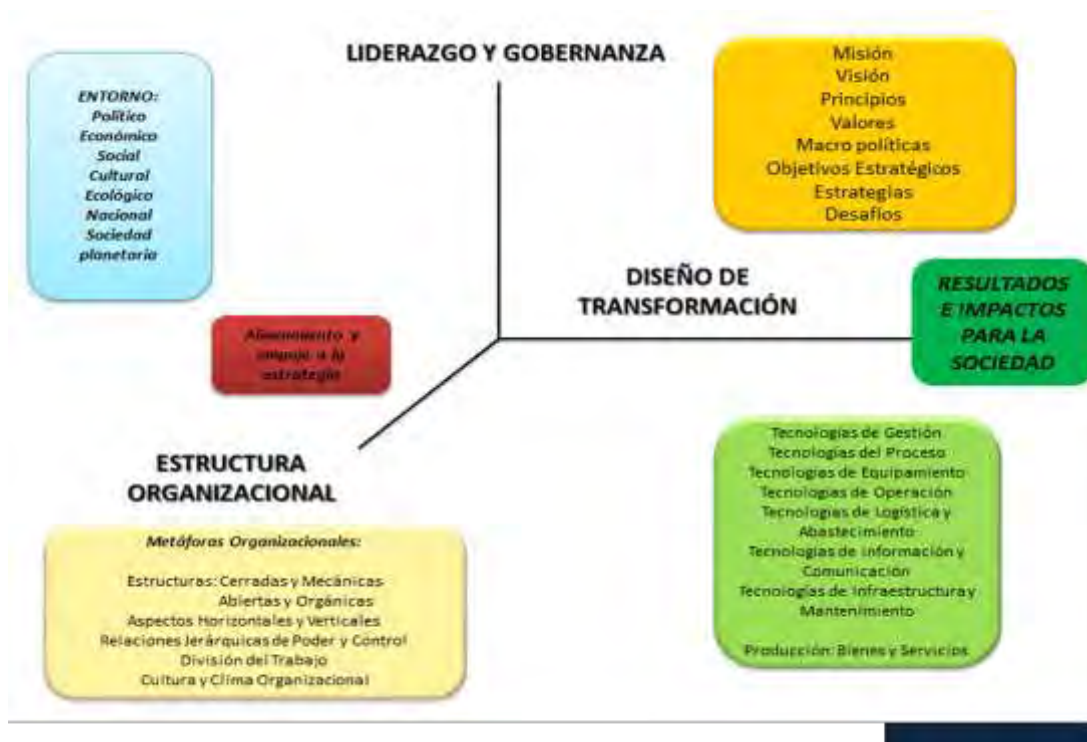 LIDERAZGO Y GOBERNANZA
ENTORNO:
Político
Económico
Social
Cultural
Ecológico
Nacional
Sociedad
planetaria
Misión
Visión
Principios
Valores
Macro políticas
Objetivos Estratégicos
Estrategias
Desafíos
DISEÑO DE
TRANSFORMACIÓN
RESULTADOS
E IMPACTOS
PARA LA
SOCIEDAD
Alineamiento y
empuje a la
estrategia
ESTRUCTURA
ORGANIZACIONAL
Metáforas Organizacionales:
Estructuras: Cerradas y Mecánicas
Abiertas y Orgánicas
Aspectos Horizontales y Verticales
Relaciones Jerárquicas de Poder y Control
División del Trabajo
Cultura y Clima Organizacional
Tecnologías de Gestión
Tecnologías del Proceso
Tecnologías de Equipamiento
Tecnologías de Operación
Tecnologías de Logística y
Abastecimiento
Tecnologías de Información y
Comunicación
Tecnologías de Infraestructura y
Mantenimiento
Producción: Bienes y Servicios